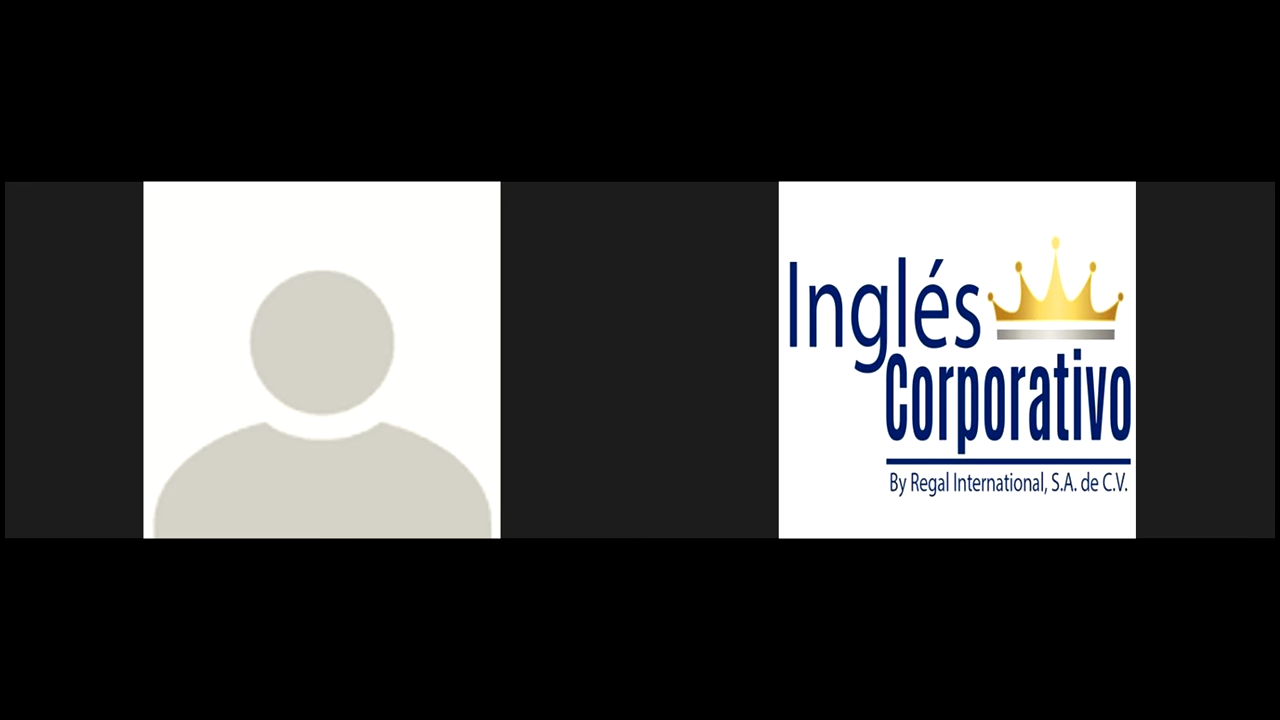 Inglés
Corporativo
By Regal International, S.A. de C.V.